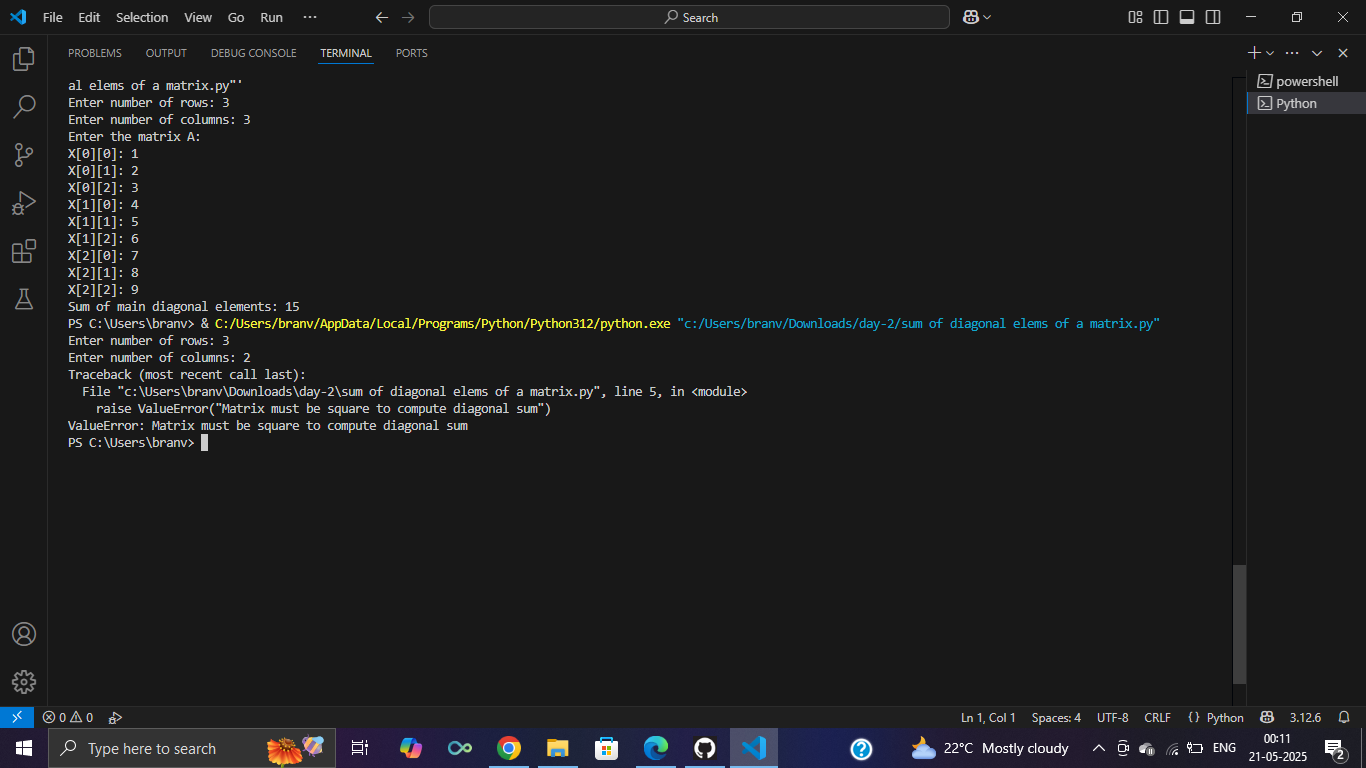 File Edit Selection View Go Run ··· Search
PROBLEMS OUTPUT DEBUG CONSOLE TERMINAL PORTS
powershell
Python
al elems of a matrix.py"'
Enter number of rows: 3
Enter number of columns: 3
Enter the matrix A:
X[0][0]: 1
X[0][1]: 2
X[0][2]: 3
X[1][0]: 4
X[1][1]: 5
X[1][2]: 6
X[2][0]: 7
X[2][1]: 8
X[2][2]: 9
Sum of main diagonal elements: 15
PS C:\Users\branv> & C:/Users/branv/AppData/Local/Programs/Python/Python312/python.exe "c:/Users/branv/Downloads/day-2/sum of diagonal elems of a matrix.py"
Enter number of rows: 3
Enter number of columns: 2
Traceback (most recent call last):
  File "c:\Users\branv\Downloads\day-2\sum of diagonal elems of a matrix.py", line 5, in <module>
    raise ValueError("Matrix must be square to compute diagonal sum")
ValueError: Matrix must be square to compute diagonal sum
PS C:\Users\branv>
0 0 Ln 1, Col 1 Spaces: 4 UTF-8 CRLF {} Python 3.12.6
Type here to search 22°C Mostly cloudy ENG 00:11
21-05-2025 2